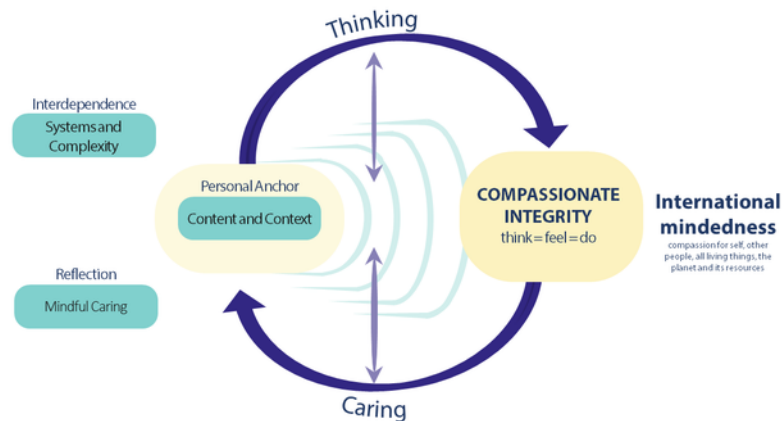 Thinking
Interdependence
Systems and
Complexity
Personal Anchor
Content and Context
COMPASSIONATE
INTEGRITY
think=feel=do
International
mindedness
compassion for self, other
people, all living things, the
planet and its resources
Reflection
Mindful Caring
Caring